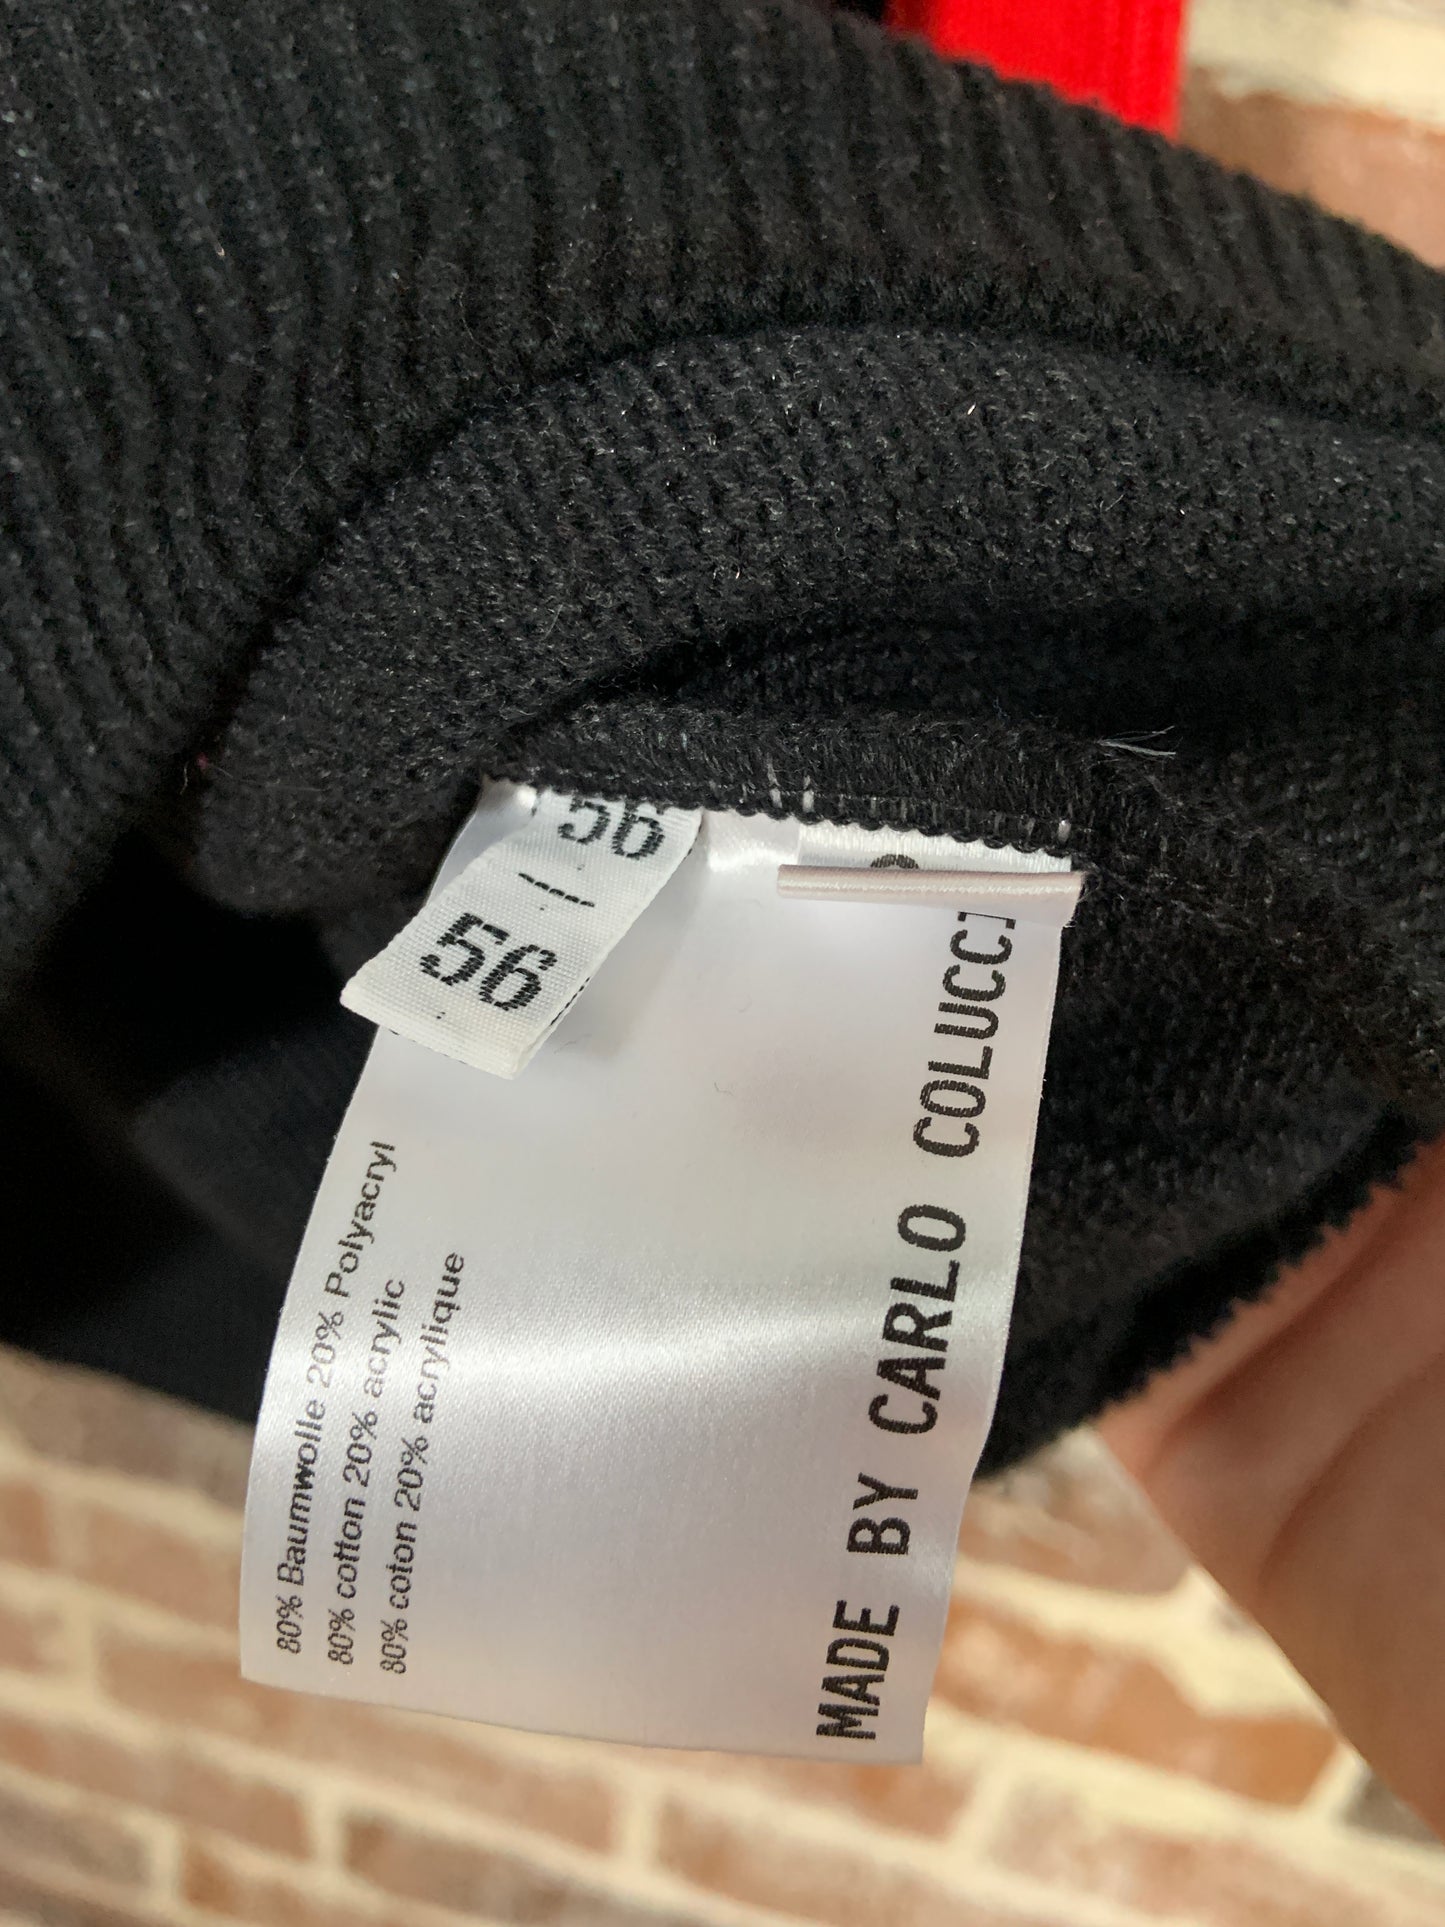 56
56
80% Baumwolle 20% Polyacryl
80% cotton 20% acrylic
80% coton 20% acrylique
MADE BY CARLO COLUCCI